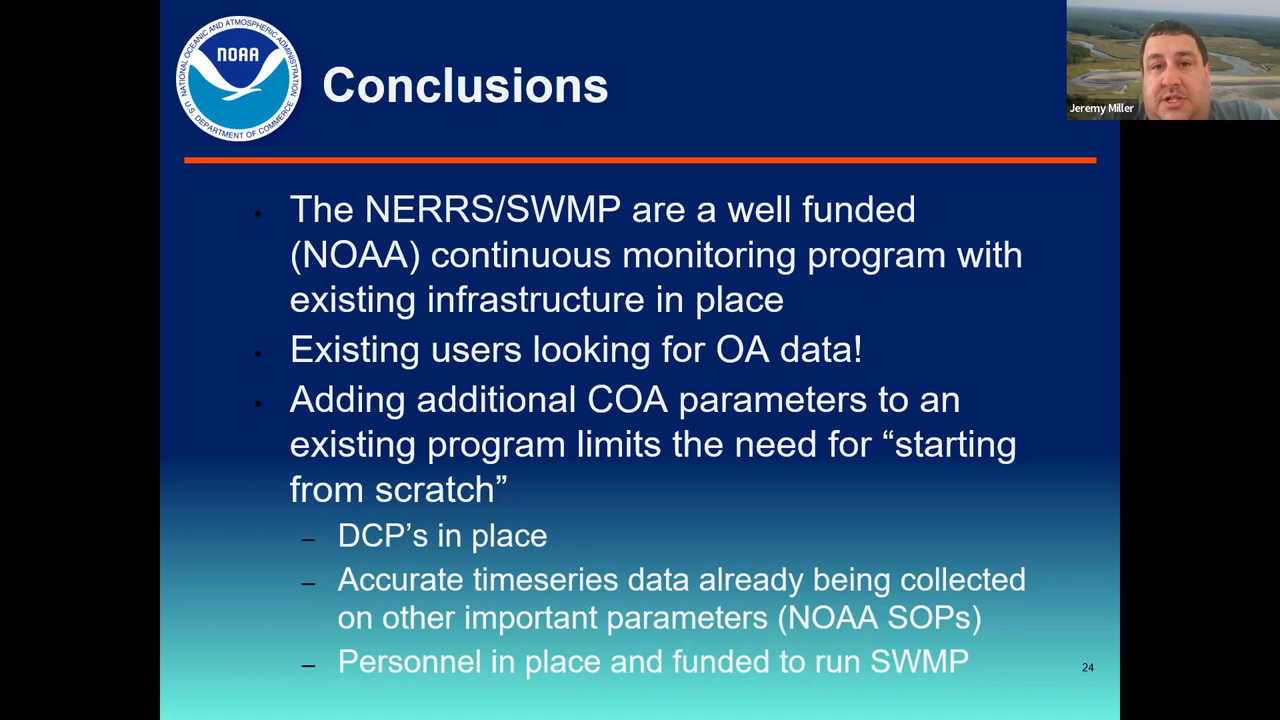 NATIONAL OCEANIC AND ATMOSPHERIC ADMINISTRATION
NOAA
U.S. DEPARTMENT OF COMMERCE
Conclusions
Jeremy Miller
• The NERRS/SWMP are a well funded
(NOAA) continuous monitoring program with
existing infrastructure in place
• Existing users looking for OA data!
• Adding additional COA parameters to an
existing program limits the need for “starting
from scratch”
– DCP’s in place
– Accurate timeseries data already being collected
on other important parameters (NOAA SOPs)
– Personnel in place and funded to run SWMP
24